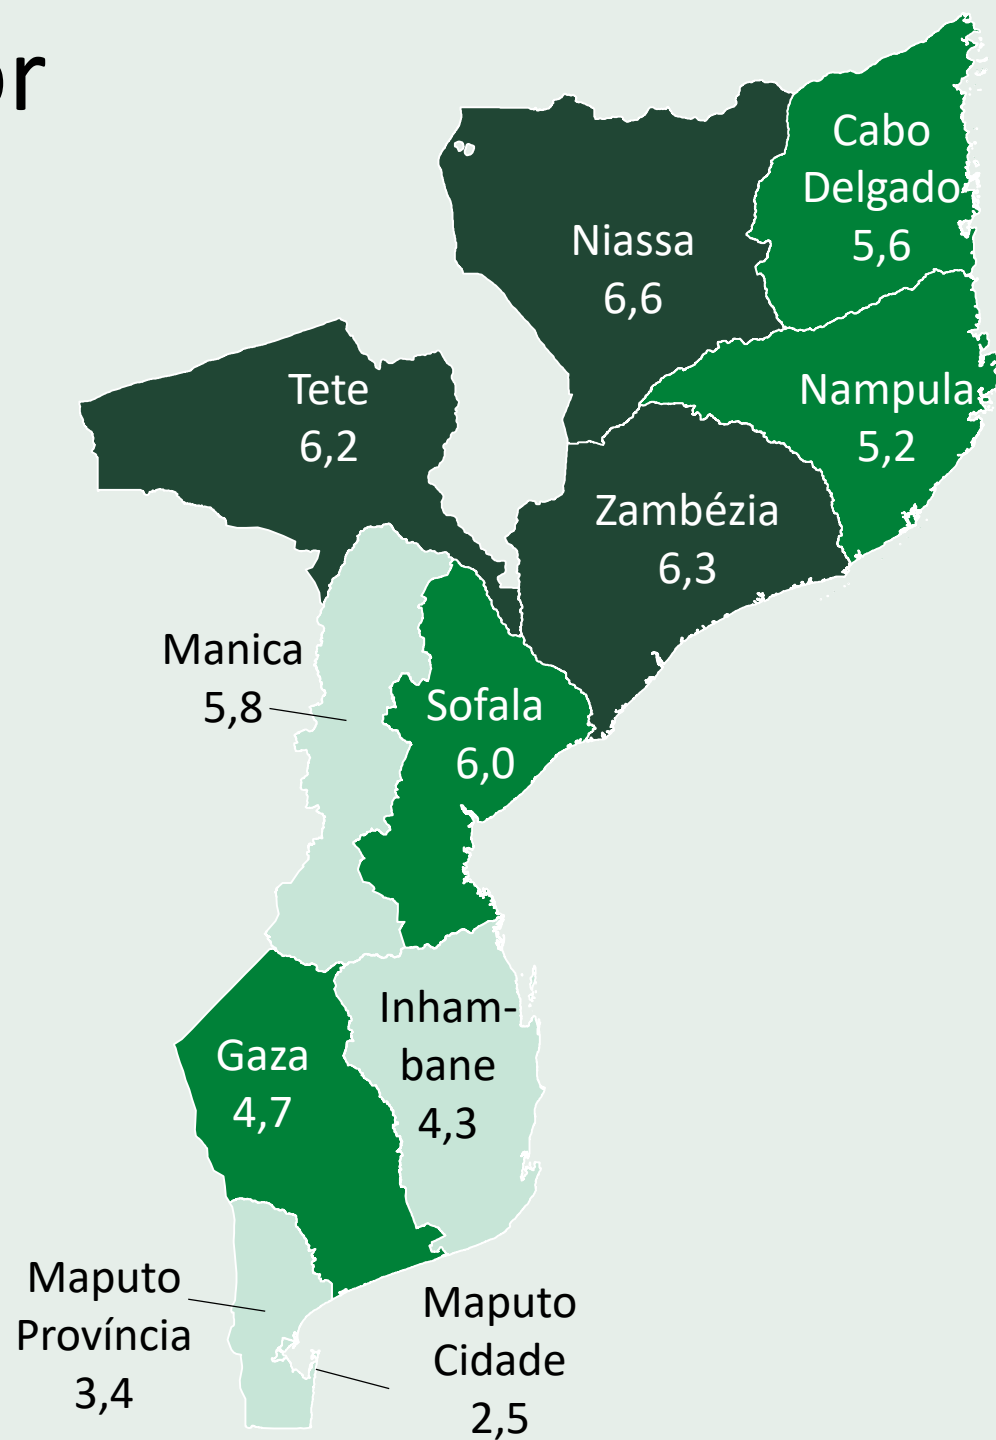 or
Cabo
Delgado
5,6
Niassa
6,6
Nampula
5,2
Tete
6,2
Zambézia
6,3
Manica
5,8
Sofala
6,0
Inham-
bane
4,3
Gaza
4,7
Maputo
Província
3,4
Maputo
Cidade
2,5